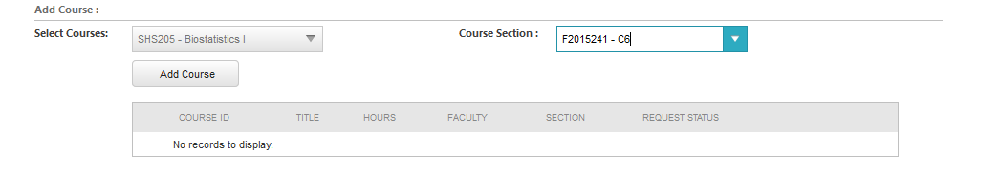 Add Course :
Select Courses: SHS205 - Biostatistics I Course Section : F2015241 - C6
Add Course
COURSE ID TITLE HOURS FACULTY SECTION REQUEST STATUS
No records to display.